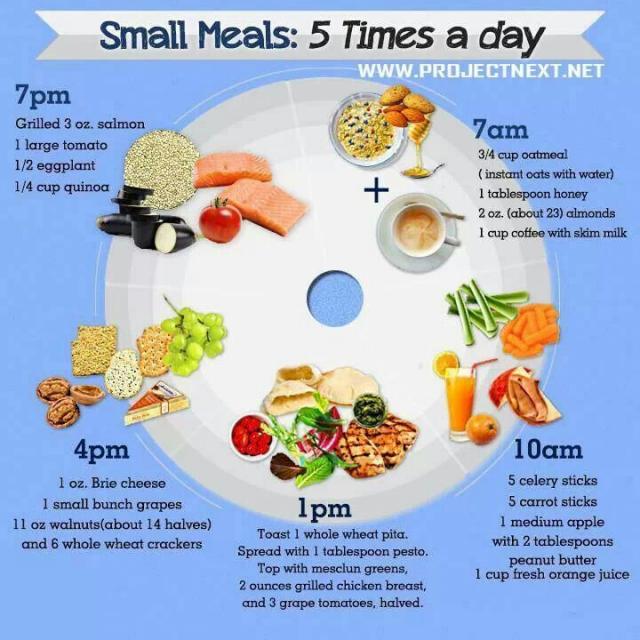 Small Meals: 5 Times a day
WWW.PROJECTNEXT.NET
7am
3/4 cup oatmeal
( instant oats with water)
1 tablespoon honey
2 oz. (about 23) almonds
1 cup coffee with skim milk
+
10am
5 celery sticks
5 carrot sticks
1 medium apple
with 2 tablespoons
peanut butter
1 cup fresh orange juice
1pm
Toast 1 whole wheat pita.
Spread with 1 tablespoon pesto.
Top with mesclun greens,
2 ounces grilled chicken breast,
and 3 grape tomatoes, halved.
4pm
1 oz. Brie cheese
1 small bunch grapes
11 oz walnuts(about 14 halves)
and 6 whole wheat crackers
7pm
Grilled 3 oz. salmon
1 large tomato
1/2 eggplant
1/4 cup quinoa